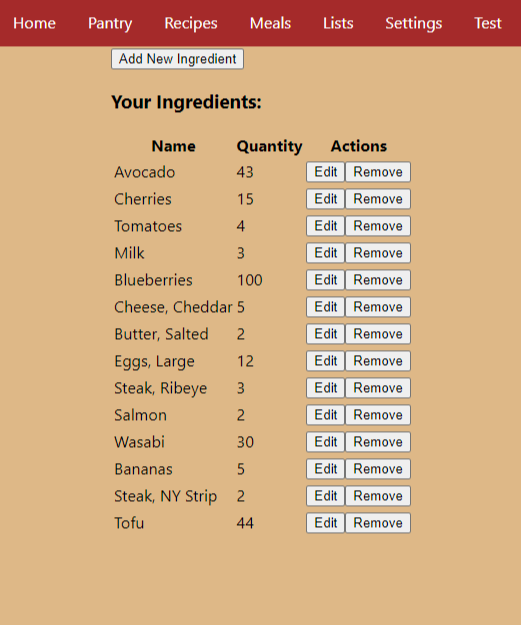 Home Pantry Recipes Meals Lists Settings Test
Add New Ingredient
Your Ingredients:
Name Quantity Actions
Avocado 43 Edit Remove
Cherries 15 Edit Remove
Tomatoes 4 Edit Remove
Milk 3 Edit Remove
Blueberries 100 Edit Remove
Cheese, Cheddar 5 Edit Remove
Butter, Salted 2 Edit Remove
Eggs, Large 12 Edit Remove
Steak, Ribeye 3 Edit Remove
Salmon 2 Edit Remove
Wasabi 30 Edit Remove
Bananas 5 Edit Remove
Steak, NY Strip 2 Edit Remove
Tofu 44 Edit Remove